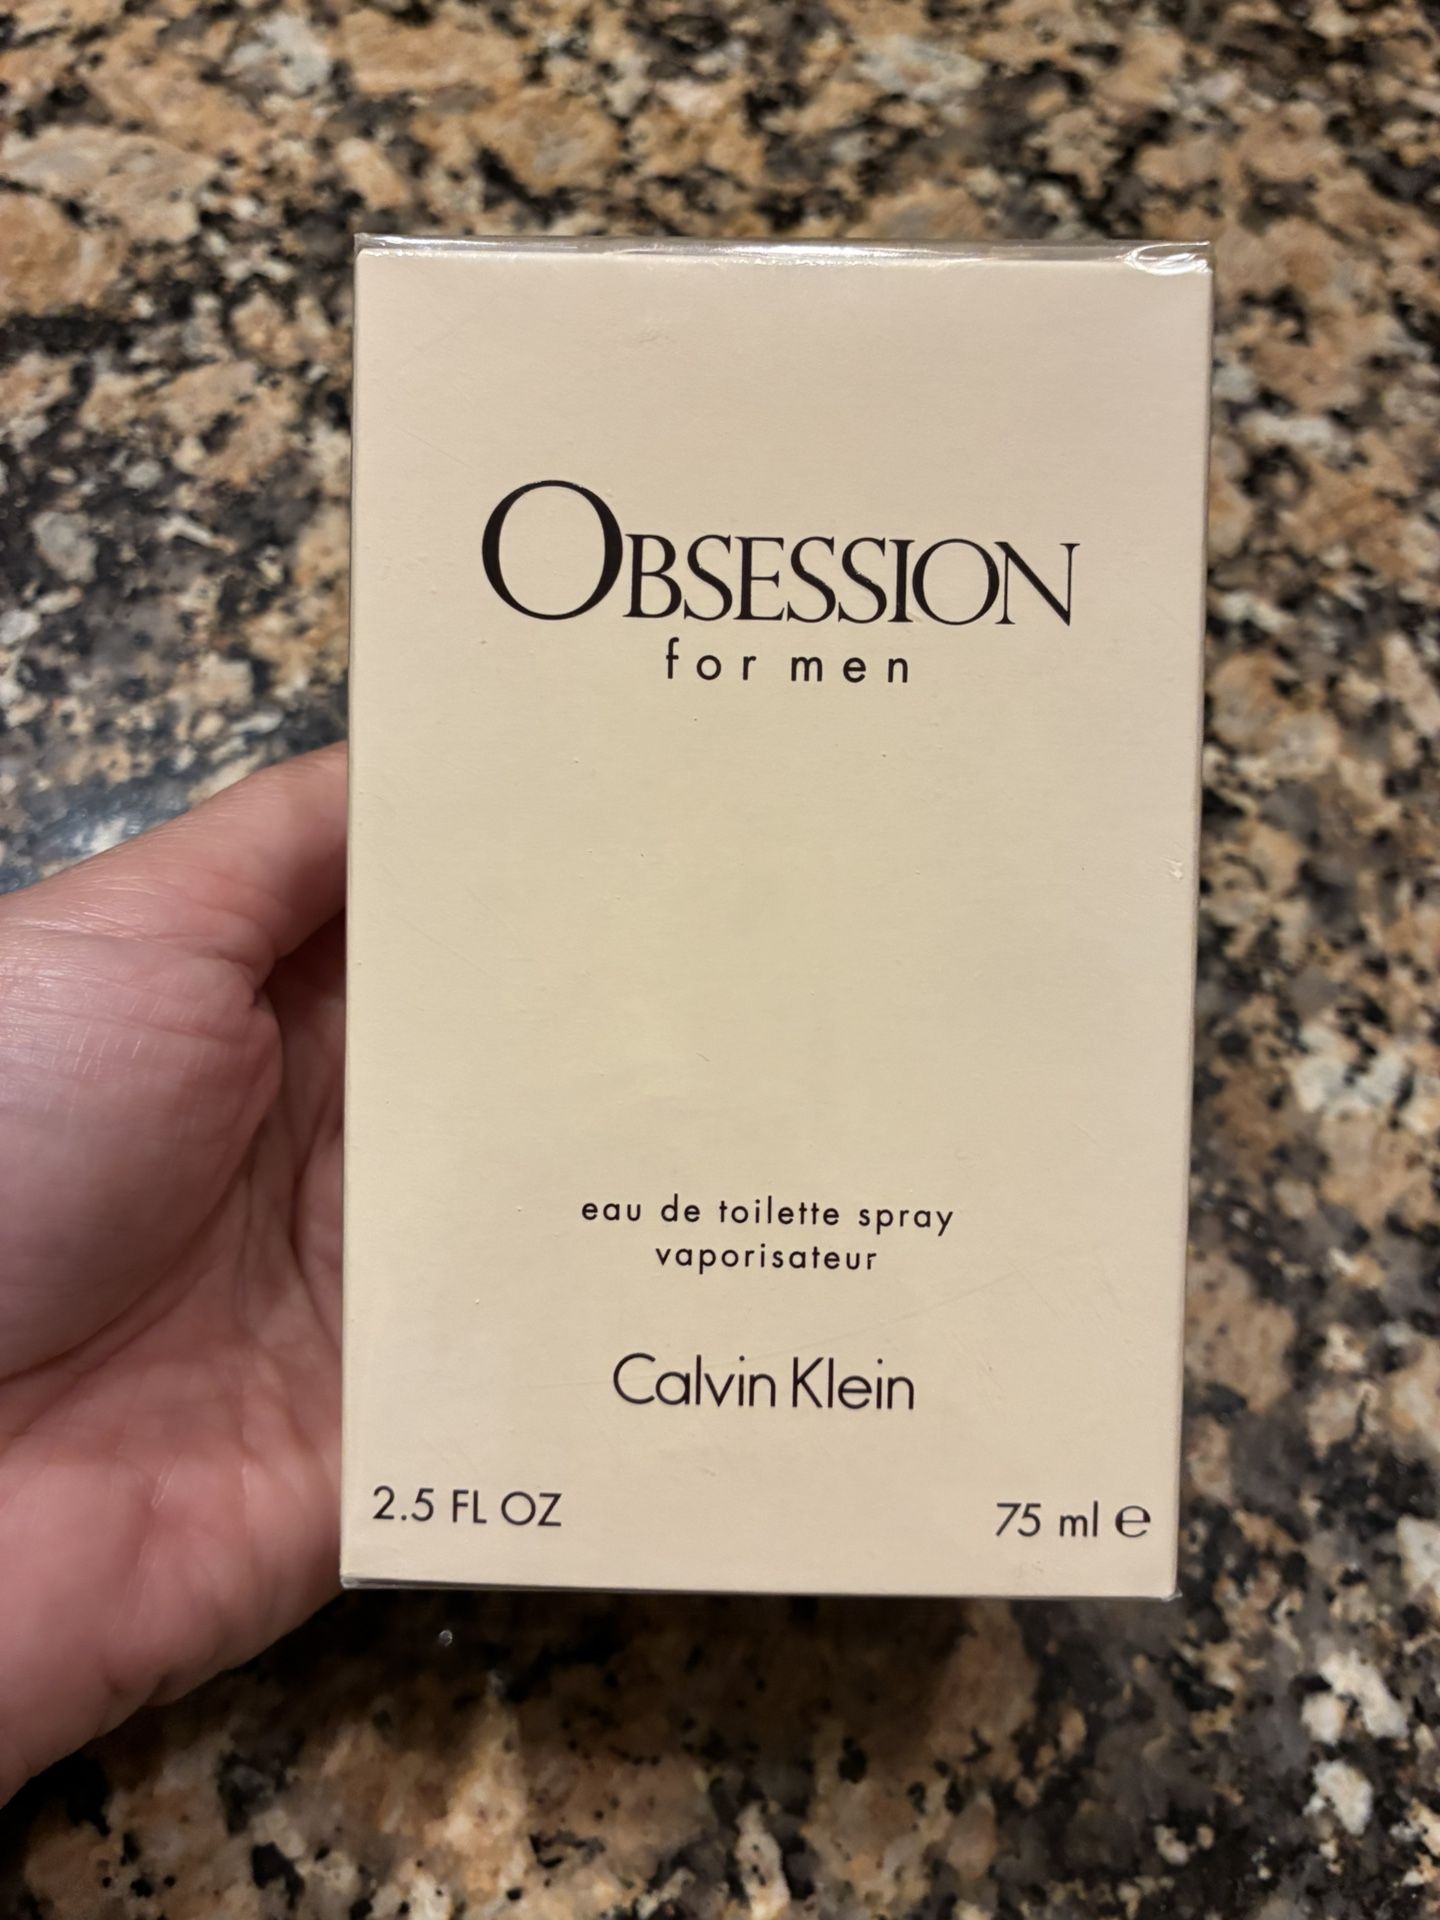 OBSESSION
for men
eau de toilette spray
vaporisateur
Calvin Klein
2.5 FL OZ 75 ml ℮